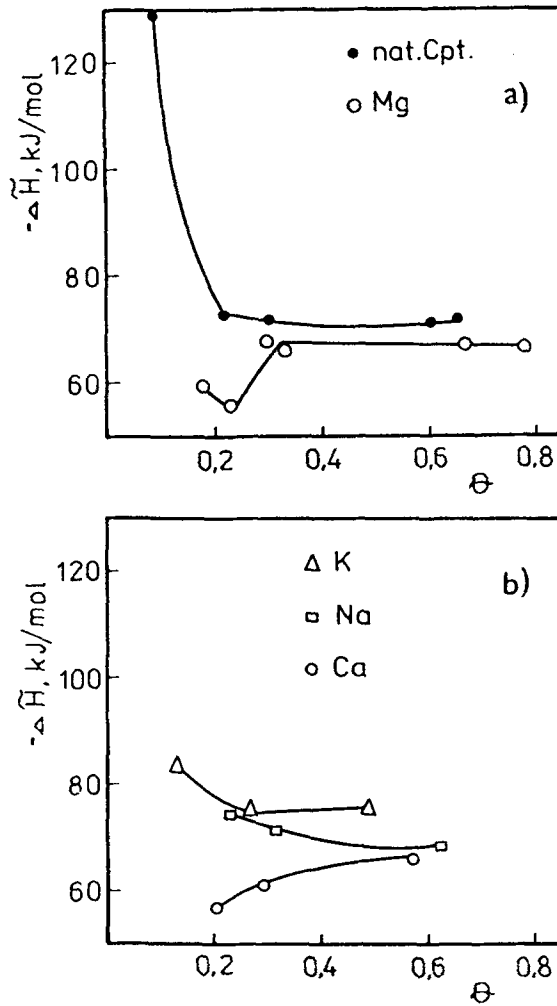 120
100
80
60
-ΔH̃, kJ/mol
● nat.Cpt.
○ Mg
a)
0,2 0,4 0,6 0,8
θ
120
100
80
60
-ΔH̃, kJ/mol
△ K
□ Na
○ Ca
b)
0,2 0,4 0,6 0,8
θ